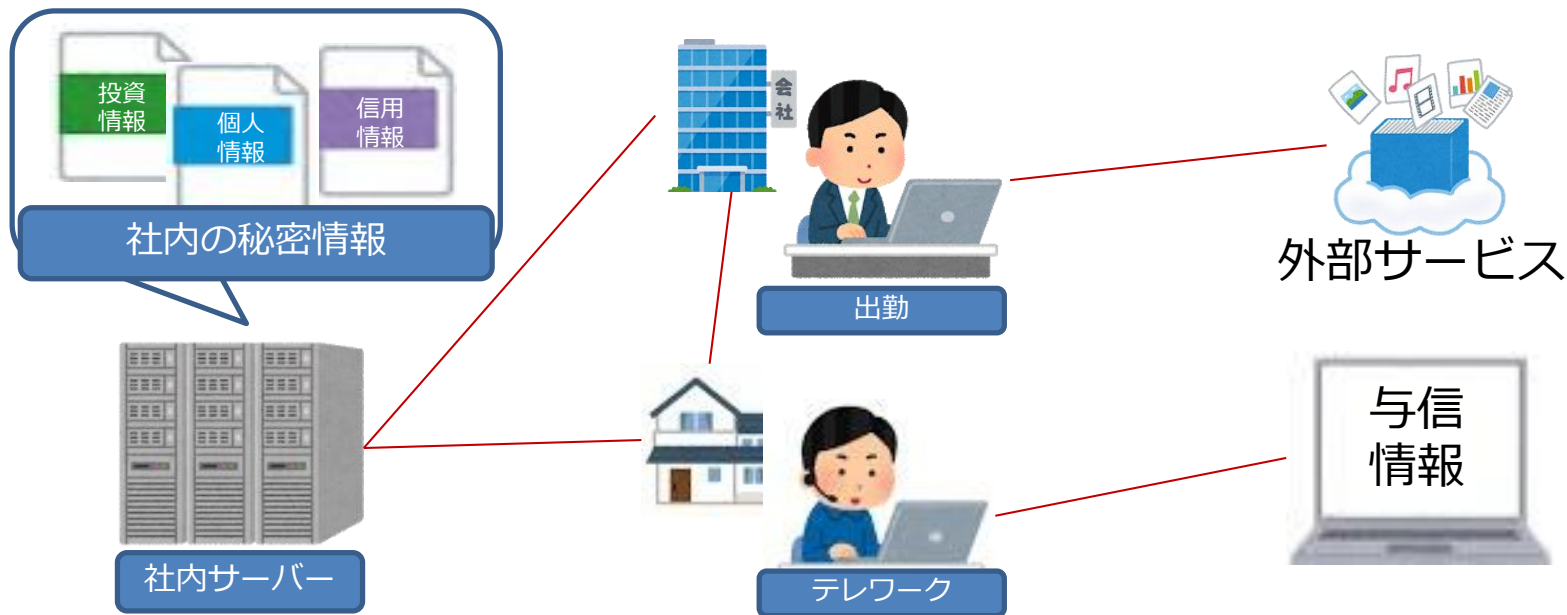 投資
情報
個人
情報
信用
情報
社内の秘密情報
社内サーバー
会
社
出勤
テレワーク
外部サービス
与信
情報